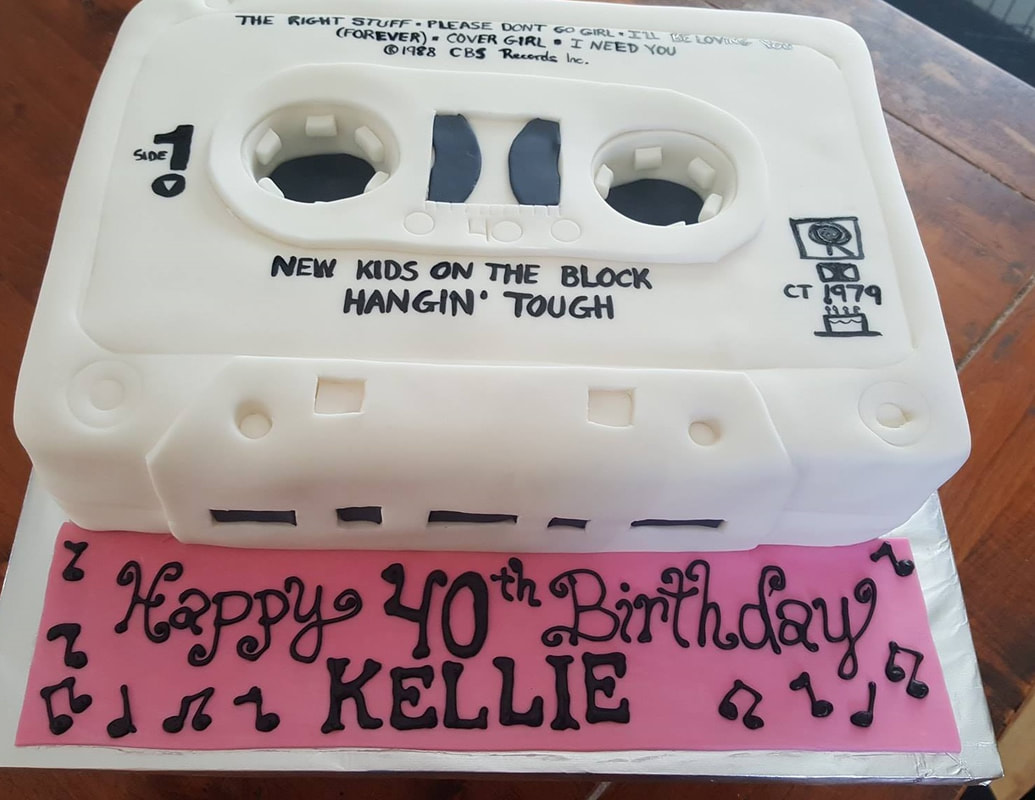 THE RIGHT STUFF • PLEASE DONT GO GIRL • I'LL BE LOVING YOU
(FOREVER) • COVER GIRL • I NEED YOU
©1988 CBS Records Inc.
SIDE 1
40
NEW KIDS ON THE BLOCK
HANGIN' TOUGH
CT 1979
Happy 40th Birthday
KELLIE